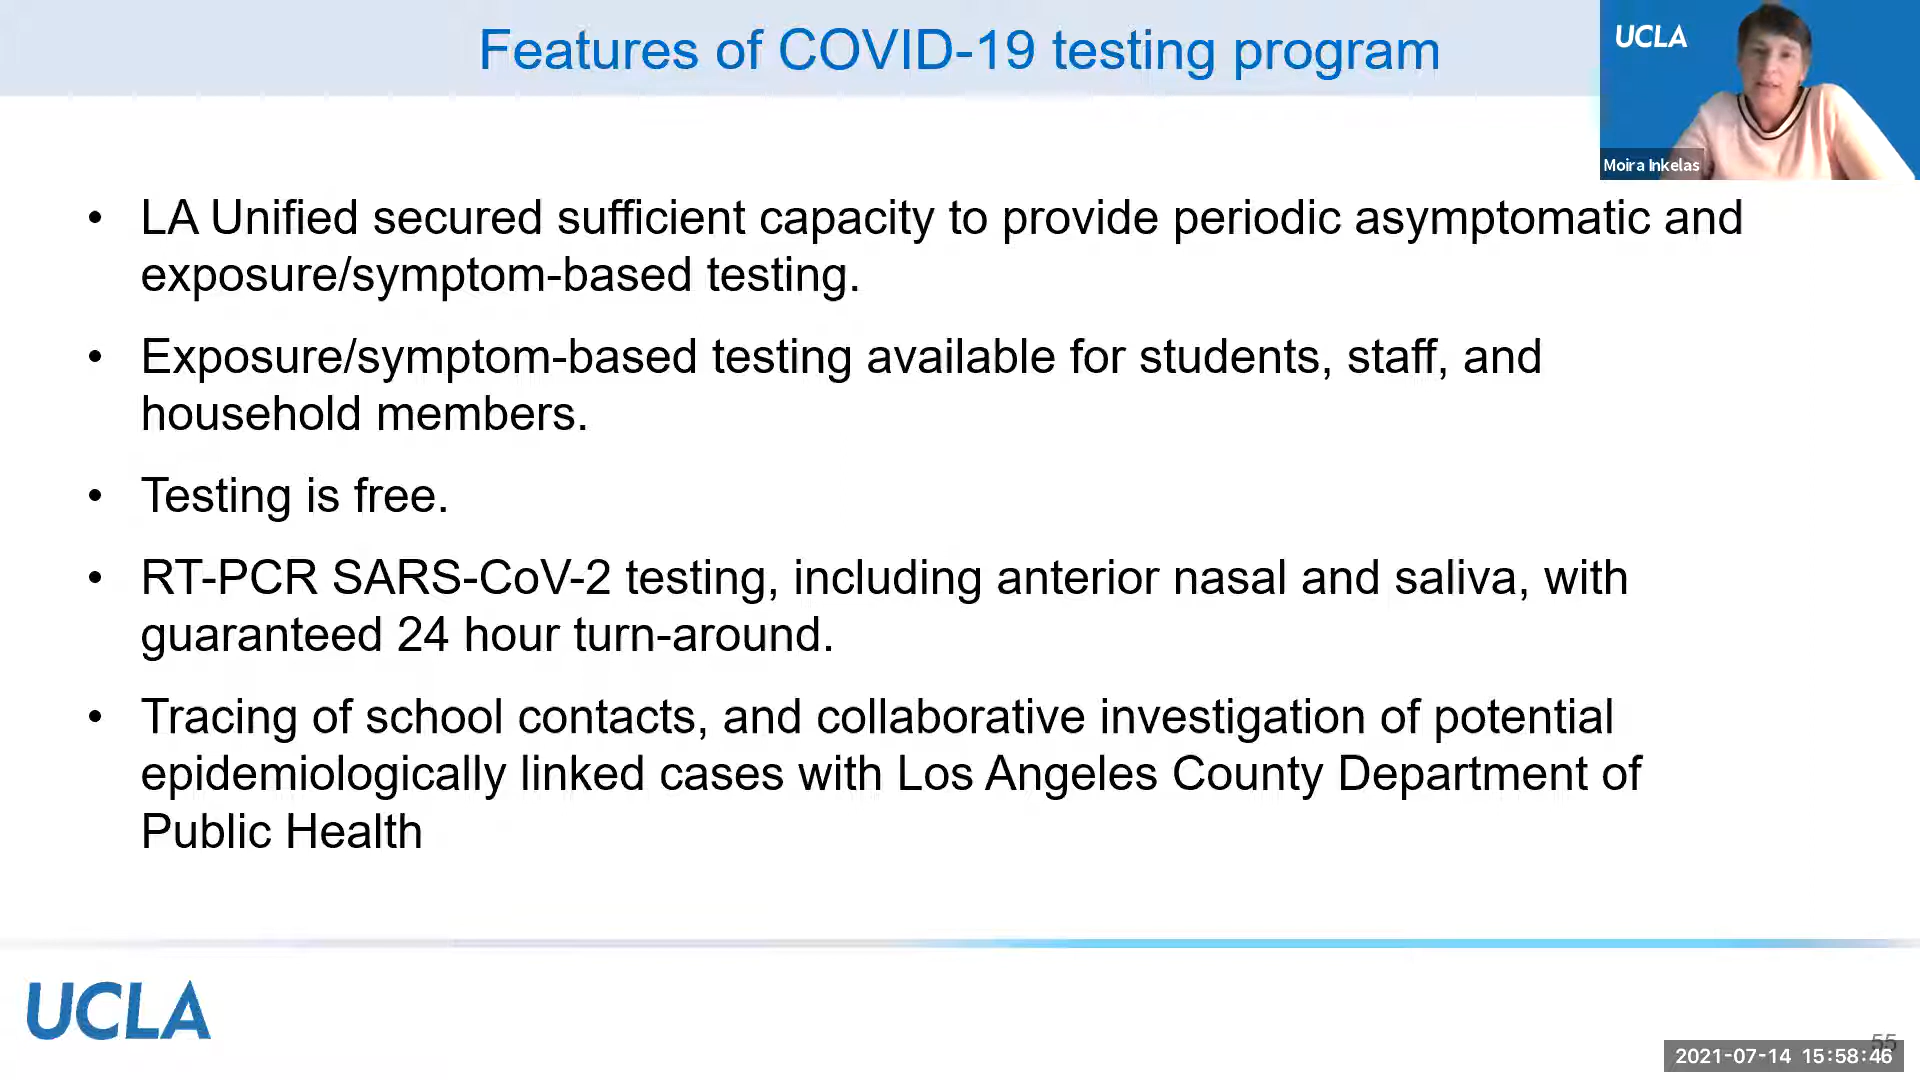 Features of COVID-19 testing program
UCLA
Moira Inkelas
• LA Unified secured sufficient capacity to provide periodic asymptomatic and
exposure/symptom-based testing.
• Exposure/symptom-based testing available for students, staff, and
household members.
• Testing is free.
• RT-PCR SARS-CoV-2 testing, including anterior nasal and saliva, with
guaranteed 24 hour turn-around.
• Tracing of school contacts, and collaborative investigation of potential
epidemiologically linked cases with Los Angeles County Department of
Public Health
UCLA
55
2021-07-14 15:58:46